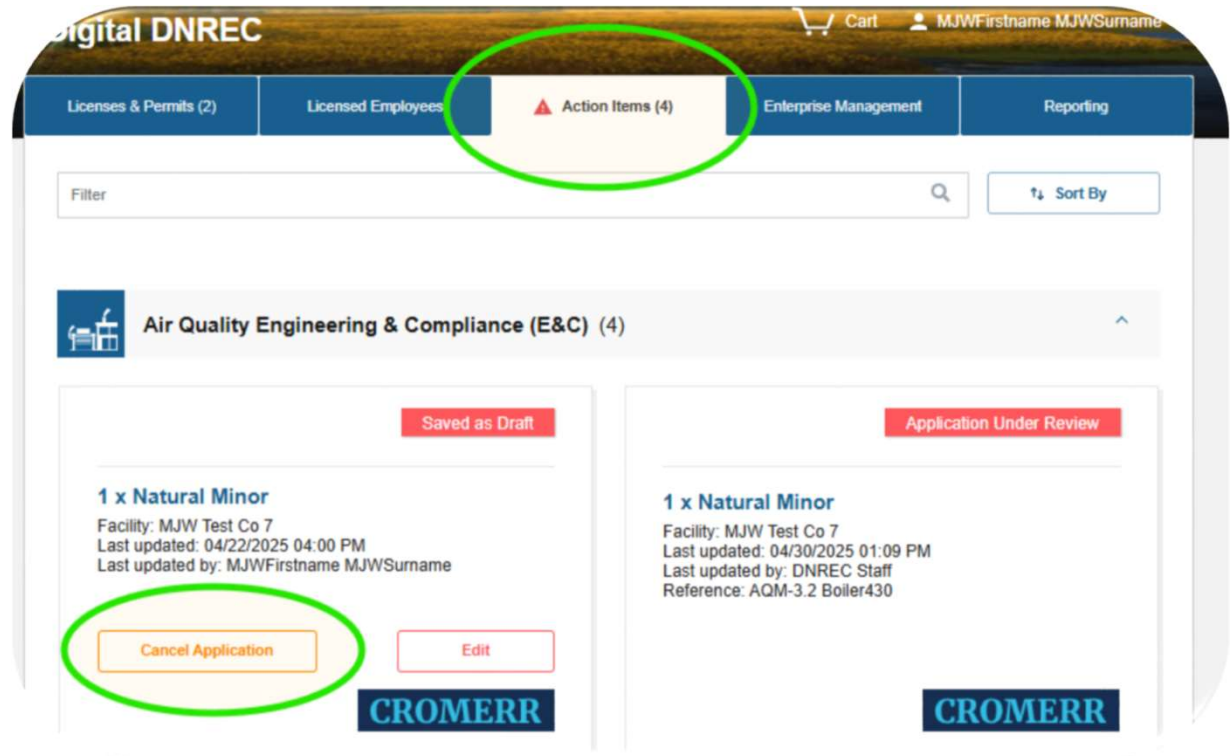 Digital DNREC
Cart MJWFirstname MJWSurname
Licenses & Permits (2) Licensed Employees Action Items (4) Enterprise Management Reporting
Filter Sort By
Air Quality Engineering & Compliance (E&C) (4)
Saved as Draft
1 x Natural Minor
Facility: MJW Test Co 7
Last updated: 04/22/2025 04:00 PM
Last updated by: MJWFirstname MJWSurname
Cancel Application Edit
CROMERR
Application Under Review
1 x Natural Minor
Facility: MJW Test Co 7
Last updated: 04/30/2025 01:09 PM
Last updated by: DNREC Staff
Reference: AQM-3.2 Boiler430
CROMERR